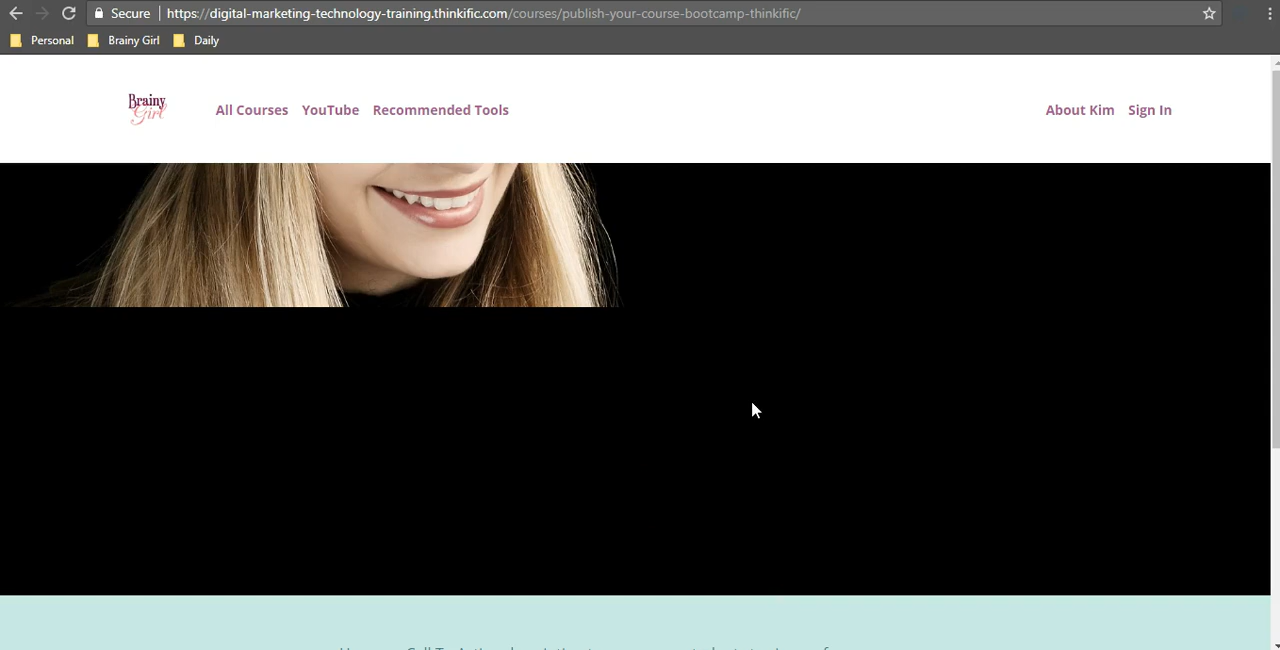 Secure https://digital-marketing-technology-training.thinkific.com/courses/publish-your-course-bootcamp-thinkific/
Personal Brainy Girl Daily
Brainy Girl
All Courses YouTube Recommended Tools About Kim Sign In